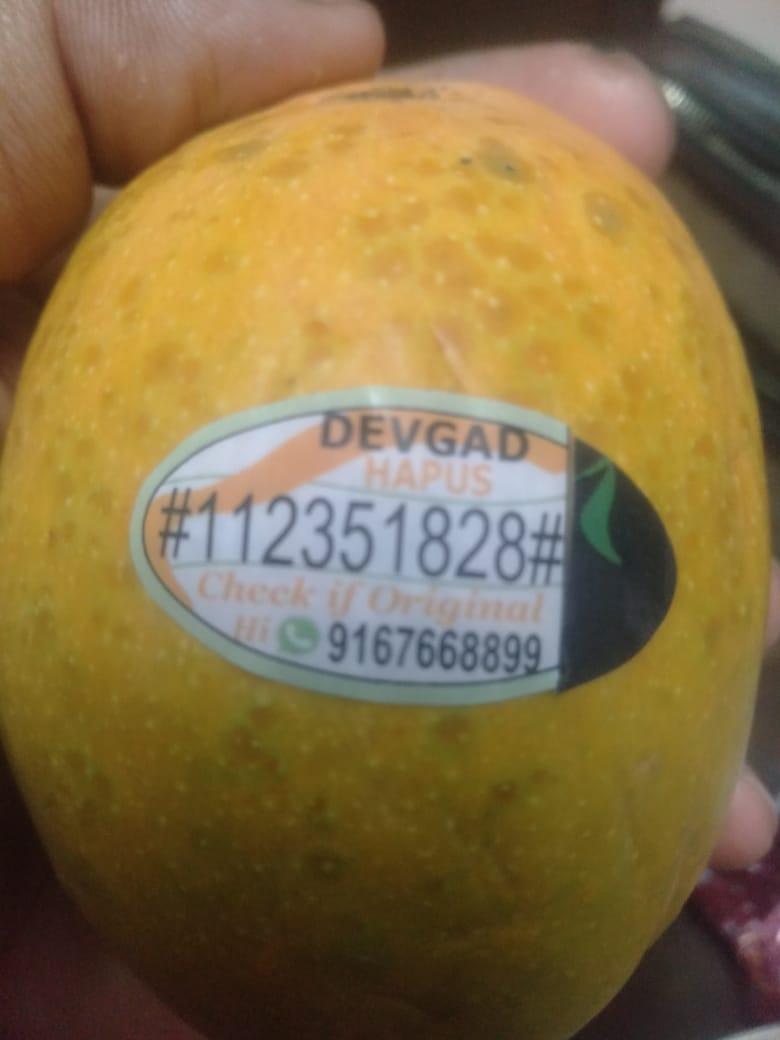 DEVGAD
HAPUS
#112351828#
Check if Original
Hi 9167668899